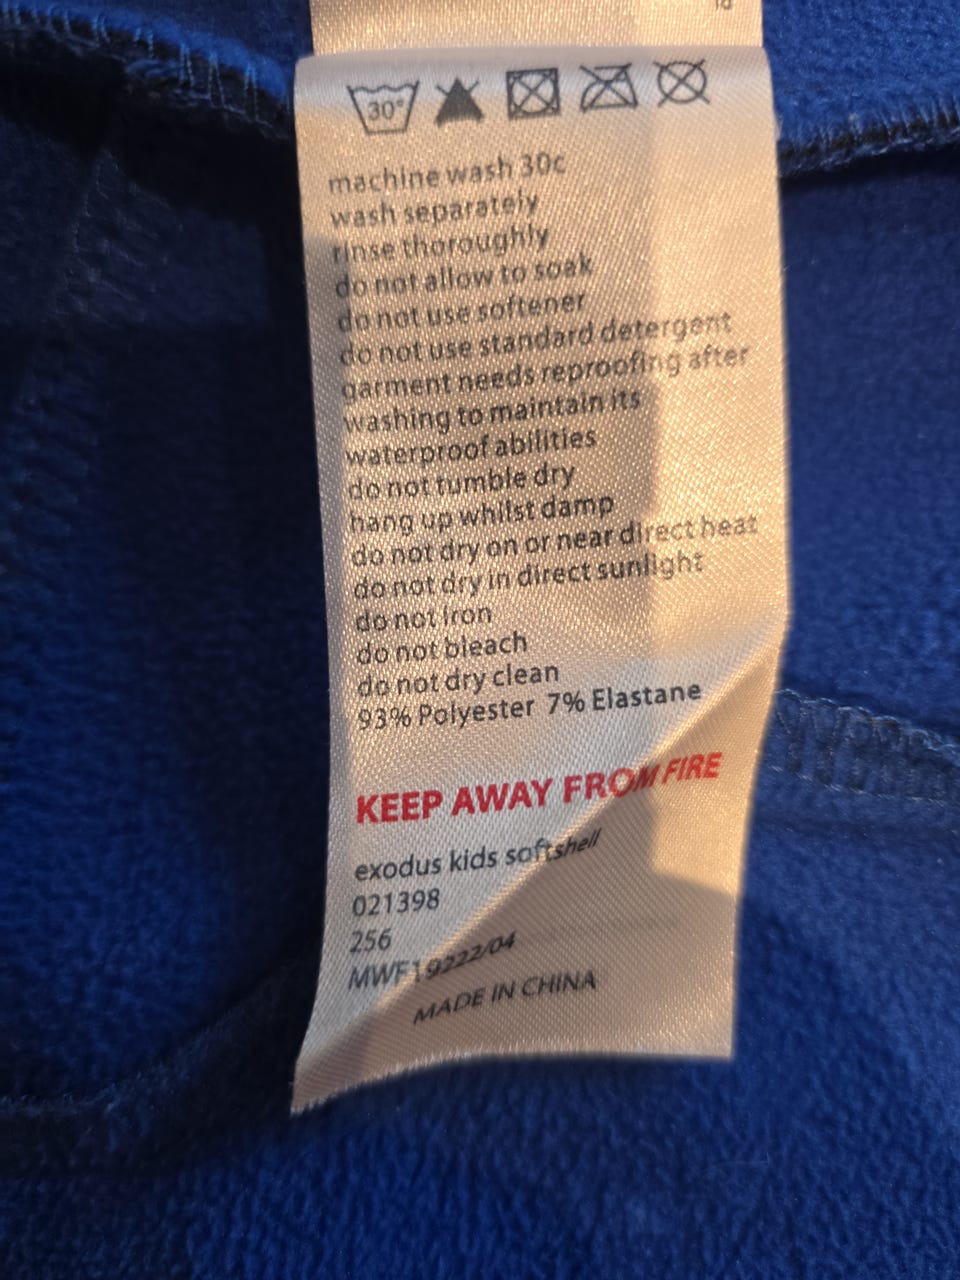 30°
machine wash 30c
wash separately
rinse thoroughly
do not allow to soak
do not use softener
do not use standard detergent
garment needs reproofing after
washing to maintain its
waterproof abilities
do not tumble dry
hang up whilst damp
do not dry on or near direct heat
do not dry in direct sunlight
do not iron
do not bleach
do not dry clean
93% Polyester 7% Elastane
KEEP AWAY FROM FIRE
exodus kids softshell
021398
256
MWF19222/04
MADE IN CHINA